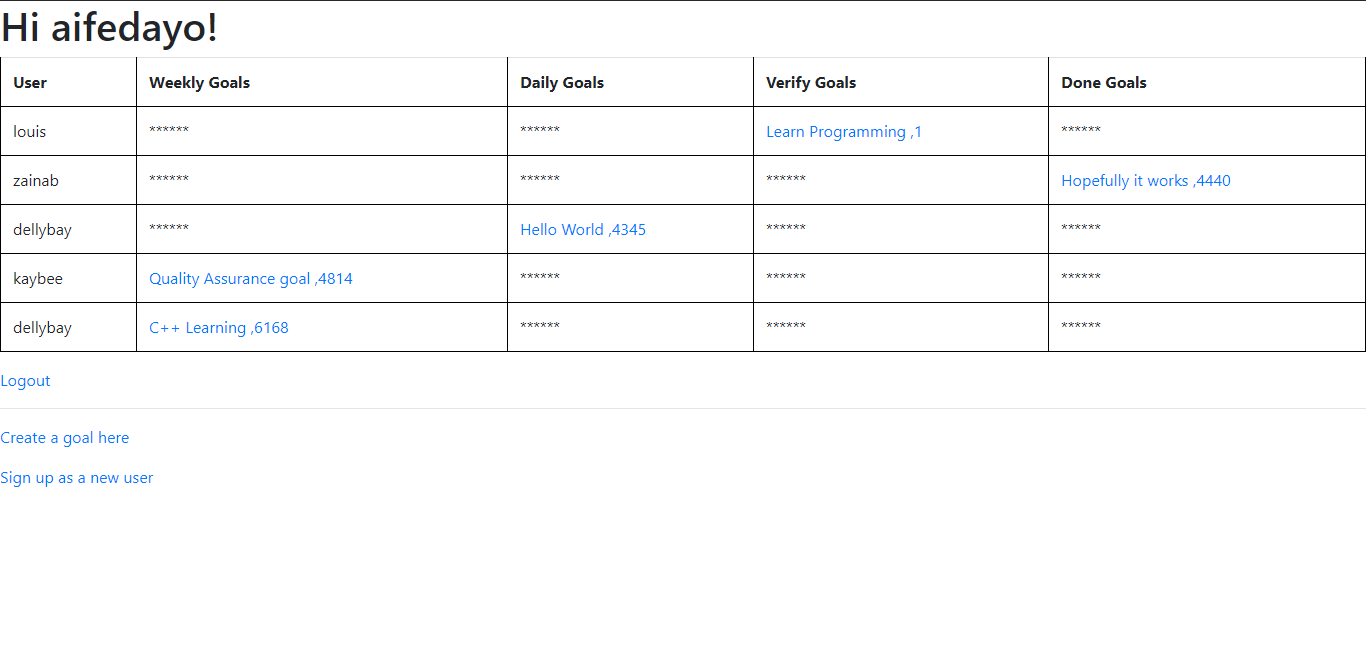 Hi aifedayo!
User Weekly Goals Daily Goals Verify Goals Done Goals
louis ****** ****** Learn Programming ,1 ******
zainab ****** ****** ****** Hopefully it works ,4440
dellybay ****** Hello World ,4345 ****** ******
kaybee Quality Assurance goal ,4814 ****** ****** ******
dellybay C++ Learning ,6168 ****** ****** ******
Logout
Create a goal here
Sign up as a new user